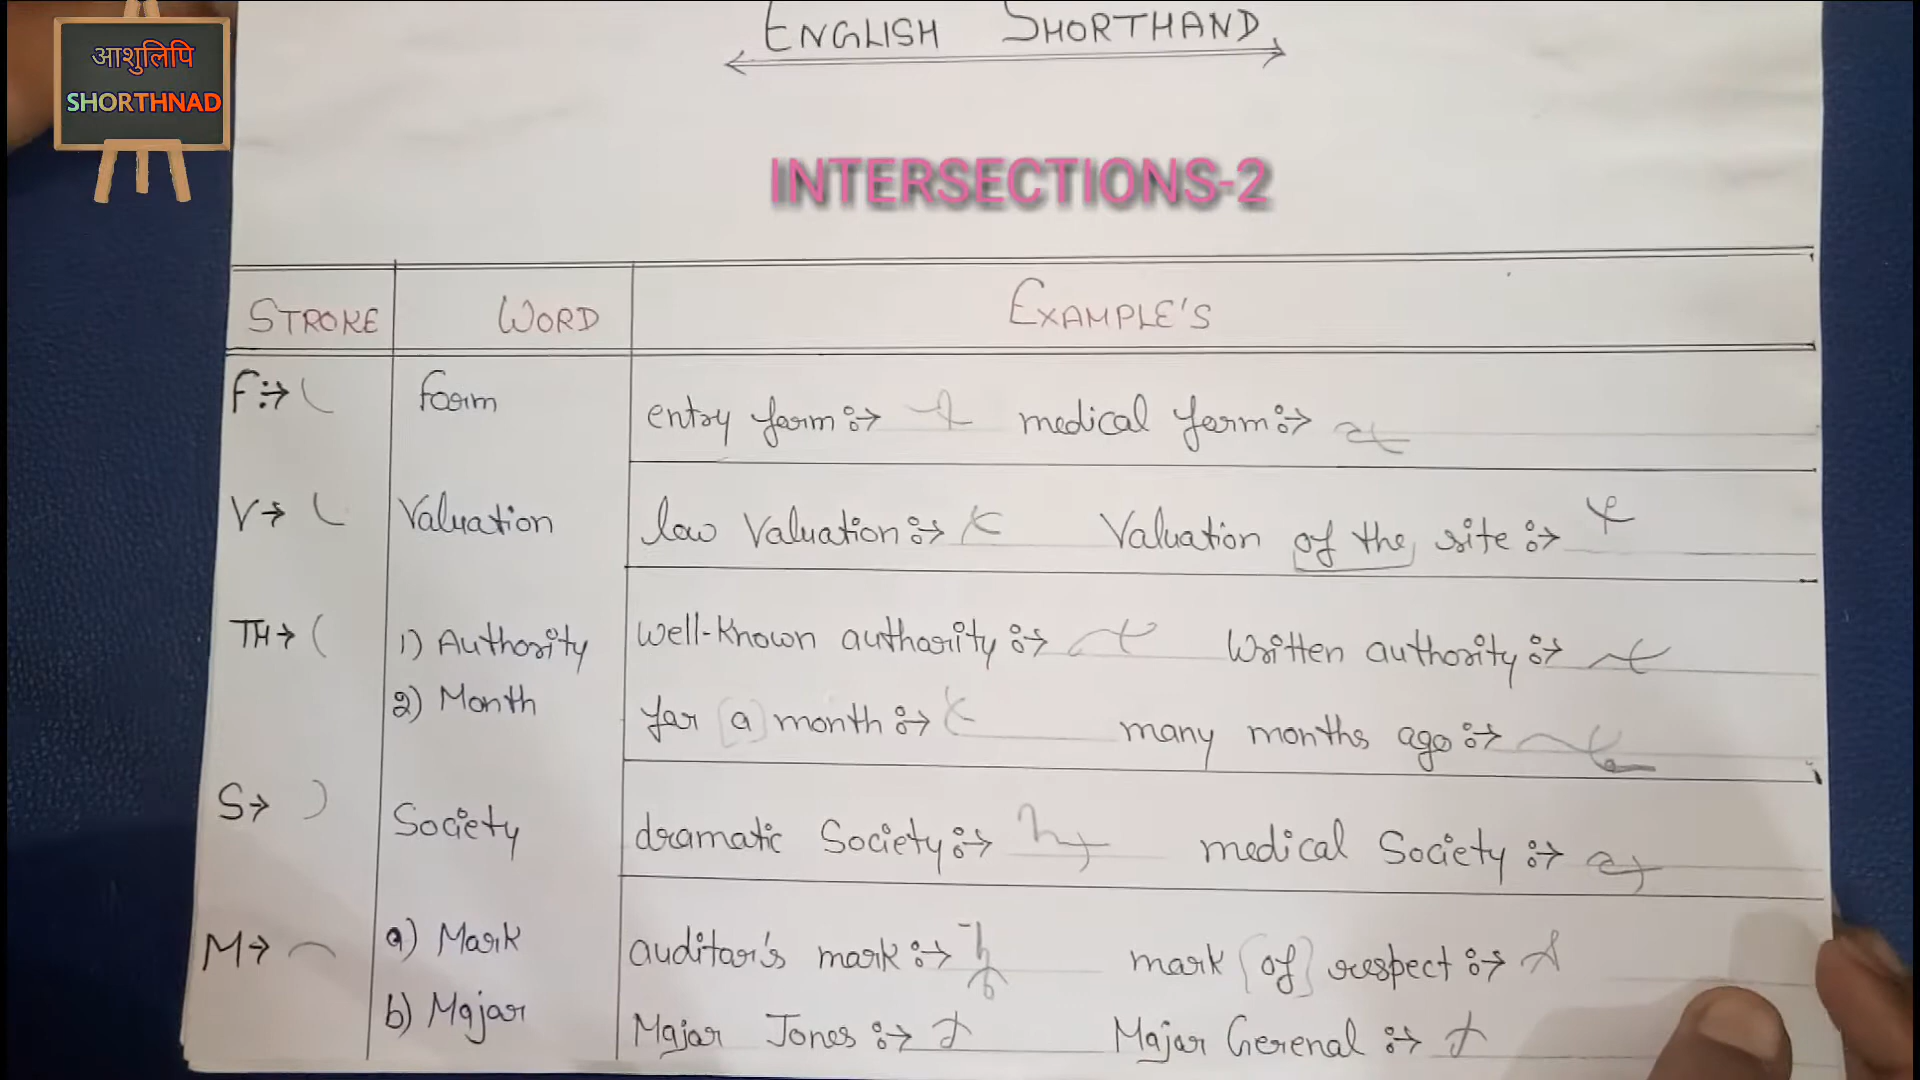 आशुलिपि
SHORTHNAD
ENGLISH SHORTHAND
INTERSECTIONS-2
STROKE WORD EXAMPLE'S
F:→ form entry form:→ medical form:→
V→ Valuation low Valuation:→ Valuation of the site:→
TH→ 1) Authority well-known authority:→ Written authority:→
2) Month for (a) month:→ many months ago:→
S→ Society dramatic Society:→ medical Society:→
M→ a) Mark auditor's mark:→ mark (of) respect:→
b) Major Major Jones:→ Major Gerenal:→